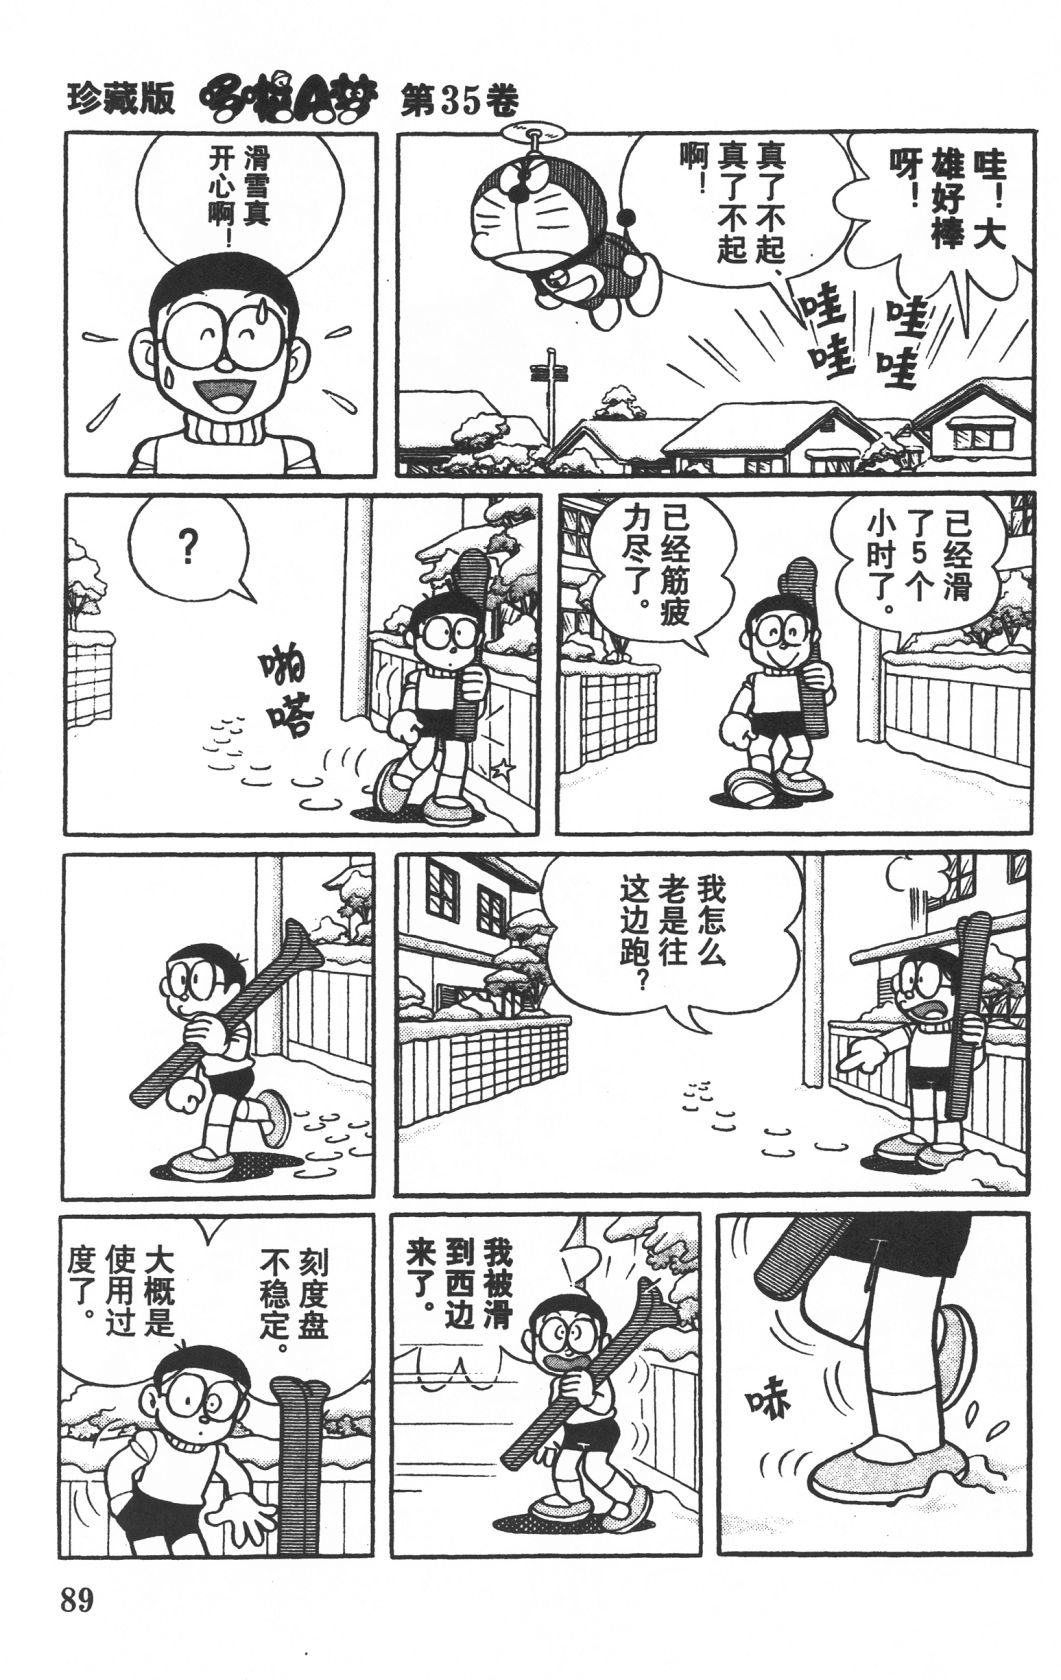 珍藏版 哆啦A梦 第35卷
哇！大
雄好棒
呀！
真了不起、
真了不起
啊！
哇
哇
哇
哇
滑雪真
开心啊！
已经滑
了5个
小时了。
已经筋疲
力尽了。
？
啪
嗒
我怎么
老是往
这边跑？
哧
我被滑
到西边
来了。
刻度盘
不稳定。
大概是
使用过
度了。
89